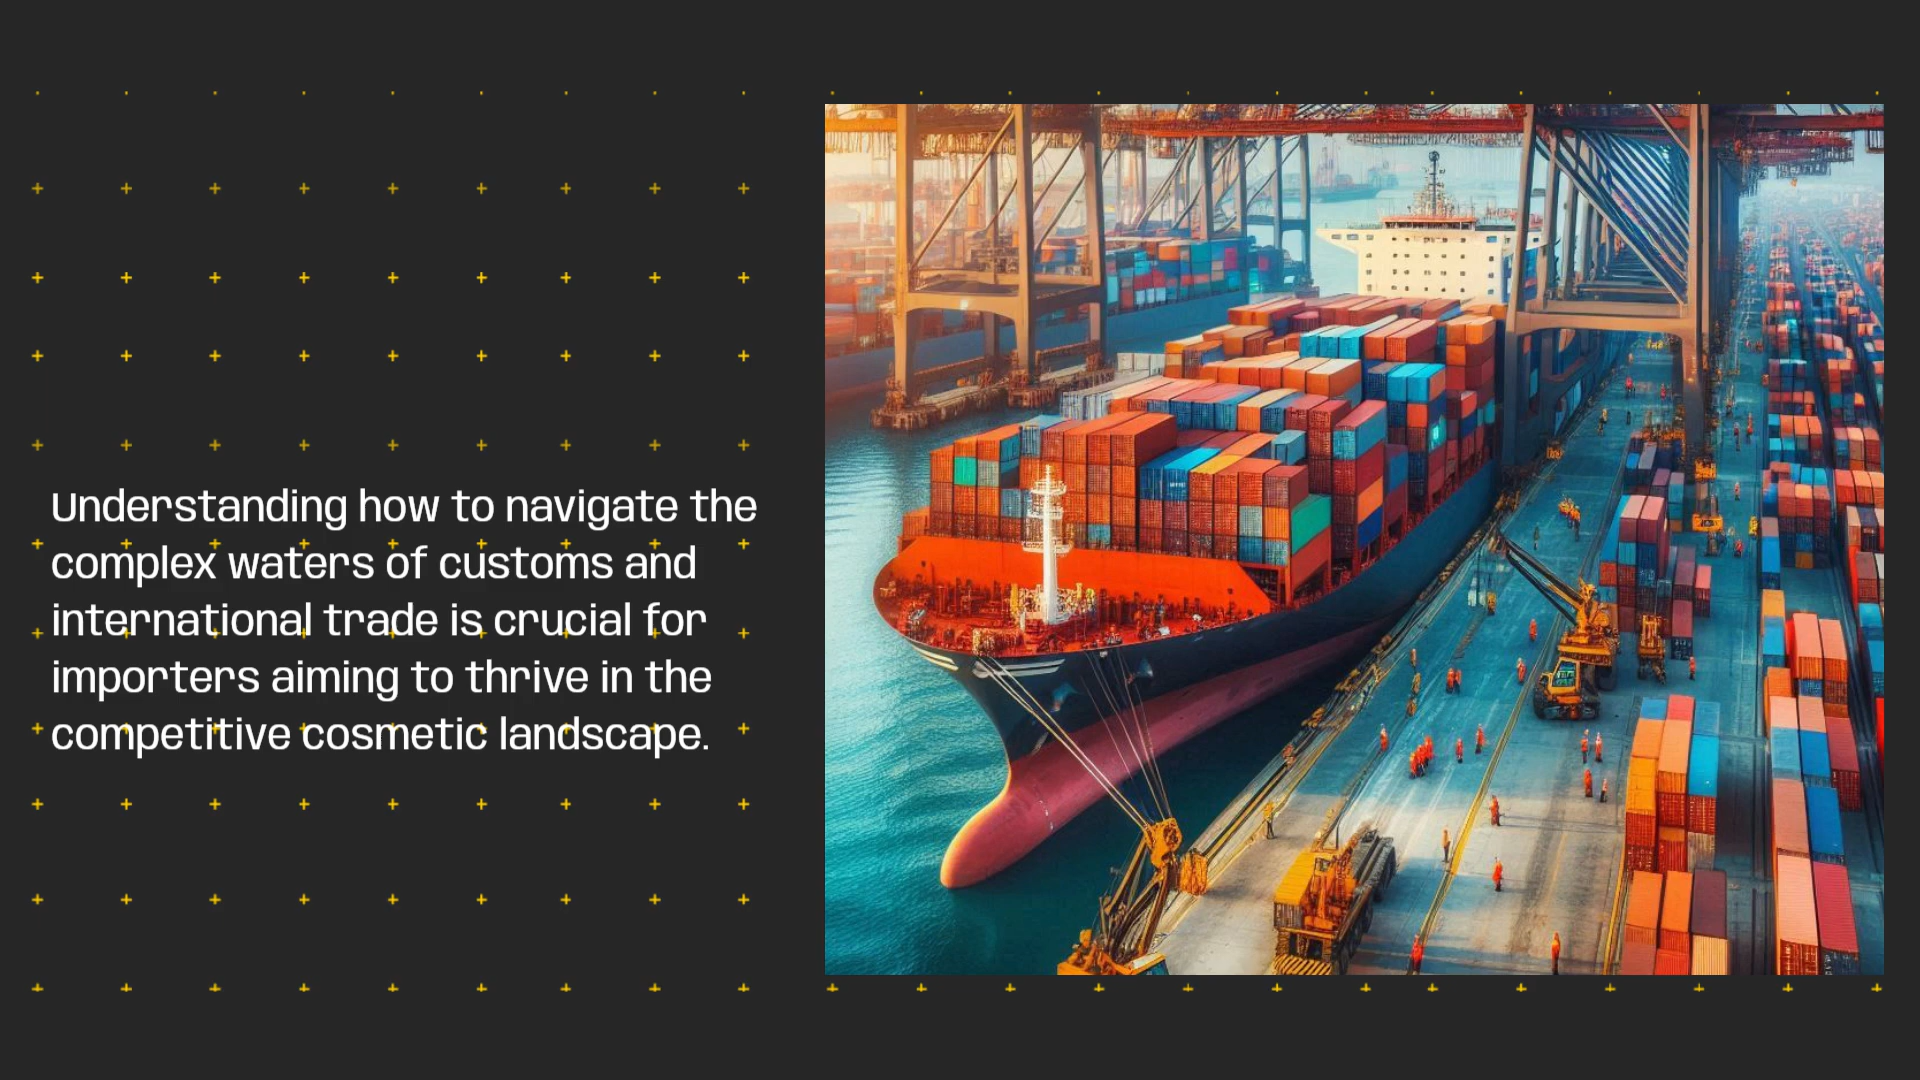 Understanding how to navigate the
complex waters of customs and
international trade is crucial for
importers aiming to thrive in the
competitive cosmetic landscape.